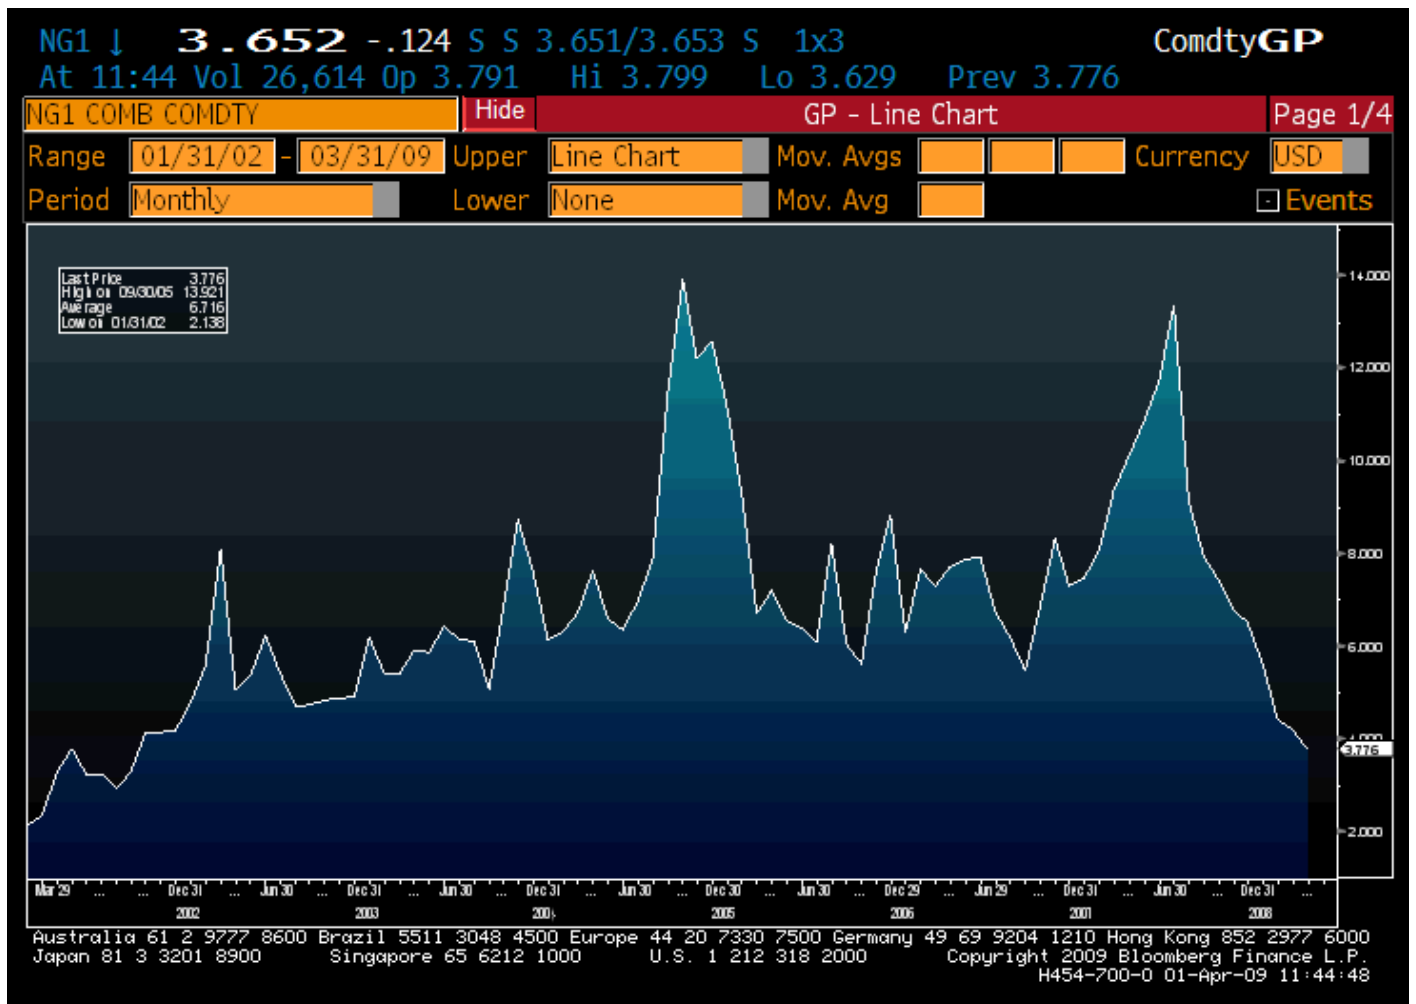 NG1 ↓ 3.652 -.124 S S 3.651/3.653 S 1x3 ComdtyGP
At 11:44 Vol 26,614 Op 3.791 Hi 3.799 Lo 3.629 Prev 3.776
NG1 COMB COMDTY Hide GP - Line Chart Page 1/4
Range 01/31/02 - 03/31/09 Upper Line Chart Mov. Avgs Currency USD
Period Monthly Lower None Mov. Avg - Events
Last Price 3.776
High on 09/30/05 13.921
Average 6.716
Low on 01/31/02 2.138
14.000
12.000
10.000
8.000
6.000
4.000
3.776
2.000
Mar 29 ... ... Dec 31 ... Jun 30 ... Dec 31 ... Jun 30 ... Dec 31 ... Jun 30 ... Dec 30 ... Jun 30 ... Dec 29 ... Jun 29 ... Dec 31 ... Jun 30 ... Dec 31 ...
2002 2003 2005 2006 2008
Australia 61 2 9777 8600 Brazil 5511 3048 4500 Europe 44 20 7330 7500 Germany 49 69 9204 1210 Hong Kong 852 2977 6000
Japan 81 3 3201 8900 Singapore 65 6212 1000 U.S. 1 212 318 2000 Copyright 2009 Bloomberg Finance L.P.
H454-700-0 01-Apr-09 11:44:48